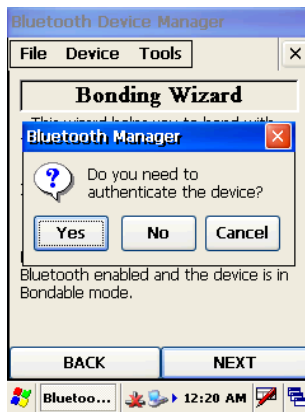 Bluetooth Device Manager
File Device Tools
Bonding Wizard
Bluetooth Manager
Do you need to
authenticate the device?
Yes No Cancel
Bluetooth enabled and the device is in
Bondable mode.
BACK NEXT
Bluetoo... 12:20 AM